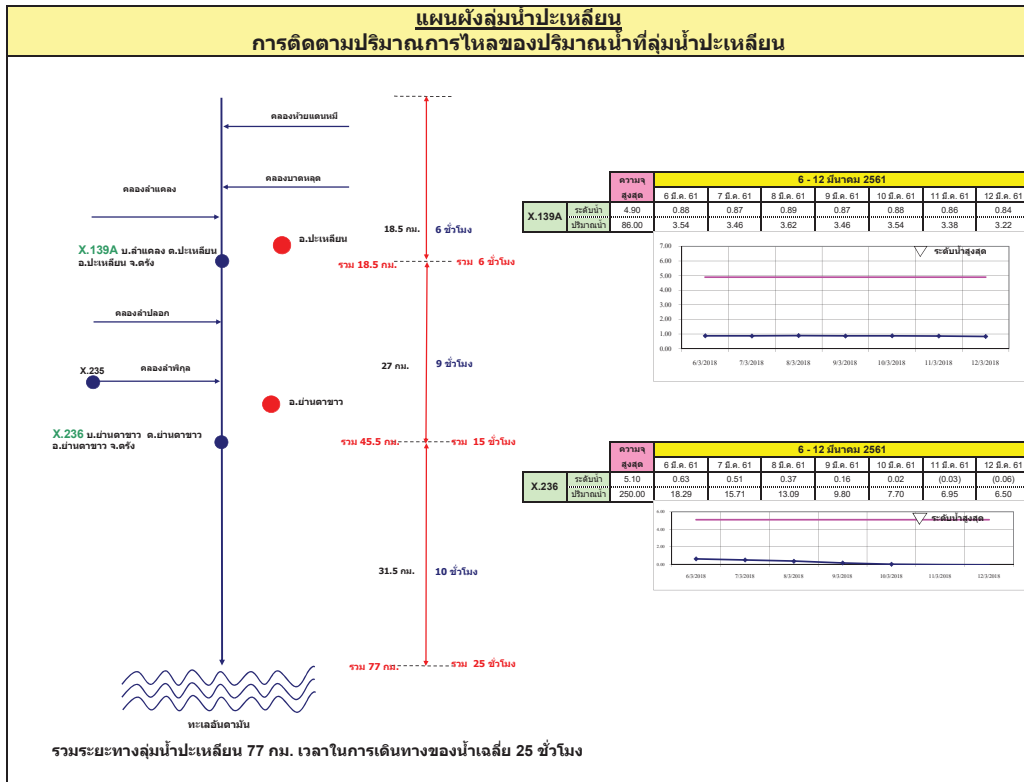 แผนผังลุ่มน้ำปะเหลียน
การติดตามปริมาณการไหลของปริมาณน้ำที่ลุ่มน้ำปะเหลียน
คลองห้วยแดนหมี
คลองบาตหลุด
คลองลำแคลง
X.139A บ.ลำแคลง ต.ปะเหลียน
อ.ปะเหลียน จ.ตรัง
อ.ปะเหลียน
18.5 กม. 6 ชั่วโมง
รวม 18.5 กม. รวม 6 ชั่วโมง
คลองลำปลอก
X.235 คลองลำพิกุล
27 กม. 9 ชั่วโมง
อ.ย่านตาขาว
X.236 บ.ย่านตาขาว ต.ย่านตาขาว
อ.ย่านตาขาว จ.ตรัง
รวม 45.5 กม. รวม 15 ชั่วโมง
31.5 กม. 10 ชั่วโมง
รวม 77 กม. รวม 25 ชั่วโมง
ทะเลอันดามัน
ความจุ 6 - 12 มีนาคม 2561
สูงสุด 6 มี.ค. 61 7 มี.ค. 61 8 มี.ค. 61 9 มี.ค. 61 10 มี.ค. 61 11 มี.ค. 61 12 มี.ค. 61
X.139A
ระดับน้ำ 4.90 0.88 0.87 0.89 0.87 0.88 0.86 0.84
ปริมาณน้ำ 86.00 3.54 3.46 3.62 3.46 3.54 3.38 3.22
ระดับน้ำสูงสุด
7.00
6.00
5.00
4.00
3.00
2.00
1.00
0.00
6/3/2018 7/3/2018 8/3/2018 9/3/2018 10/3/2018 11/3/2018 12/3/2018
ความจุ 6 - 12 มีนาคม 2561
สูงสุด 6 มี.ค. 61 7 มี.ค. 61 8 มี.ค. 61 9 มี.ค. 61 10 มี.ค. 61 11 มี.ค. 61 12 มี.ค. 61
X.236
ระดับน้ำ 5.10 0.63 0.51 0.37 0.16 0.02 (0.03) (0.06)
ปริมาณน้ำ 250.00 18.29 15.71 13.09 9.80 7.70 6.95 6.50
ระดับน้ำสูงสุด
6.00
4.00
2.00
0.00
6/3/2018 7/3/2018 8/3/2018 9/3/2018 10/3/2018 11/3/2018 12/3/2018
รวมระยะทางลุ่มน้ำปะเหลียน 77 กม. เวลาในการเดินทางของน้ำเฉลี่ย 25 ชั่วโมง